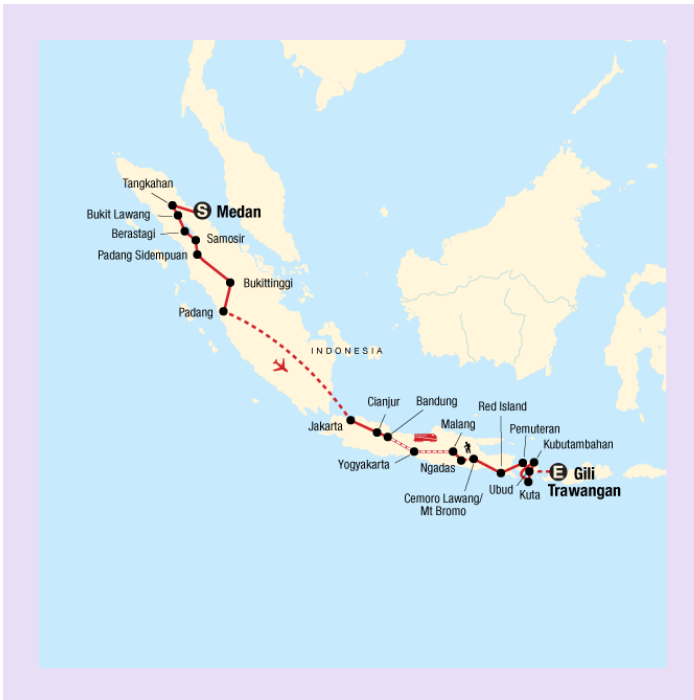 Tangkahan
S Medan
Bukit Lawang
Berastagi
Samosir
Padang Sidempuan
Bukittinggi
Padang
INDONESIA
Cianjur
Bandung
Red Island
Jakarta
Malang
Pemuteran
Kubutambahan
Yogyakarta
Ngadas
E Gili
Trawangan
Ubud
Kuta
Cemoro Lawang/
Mt Bromo